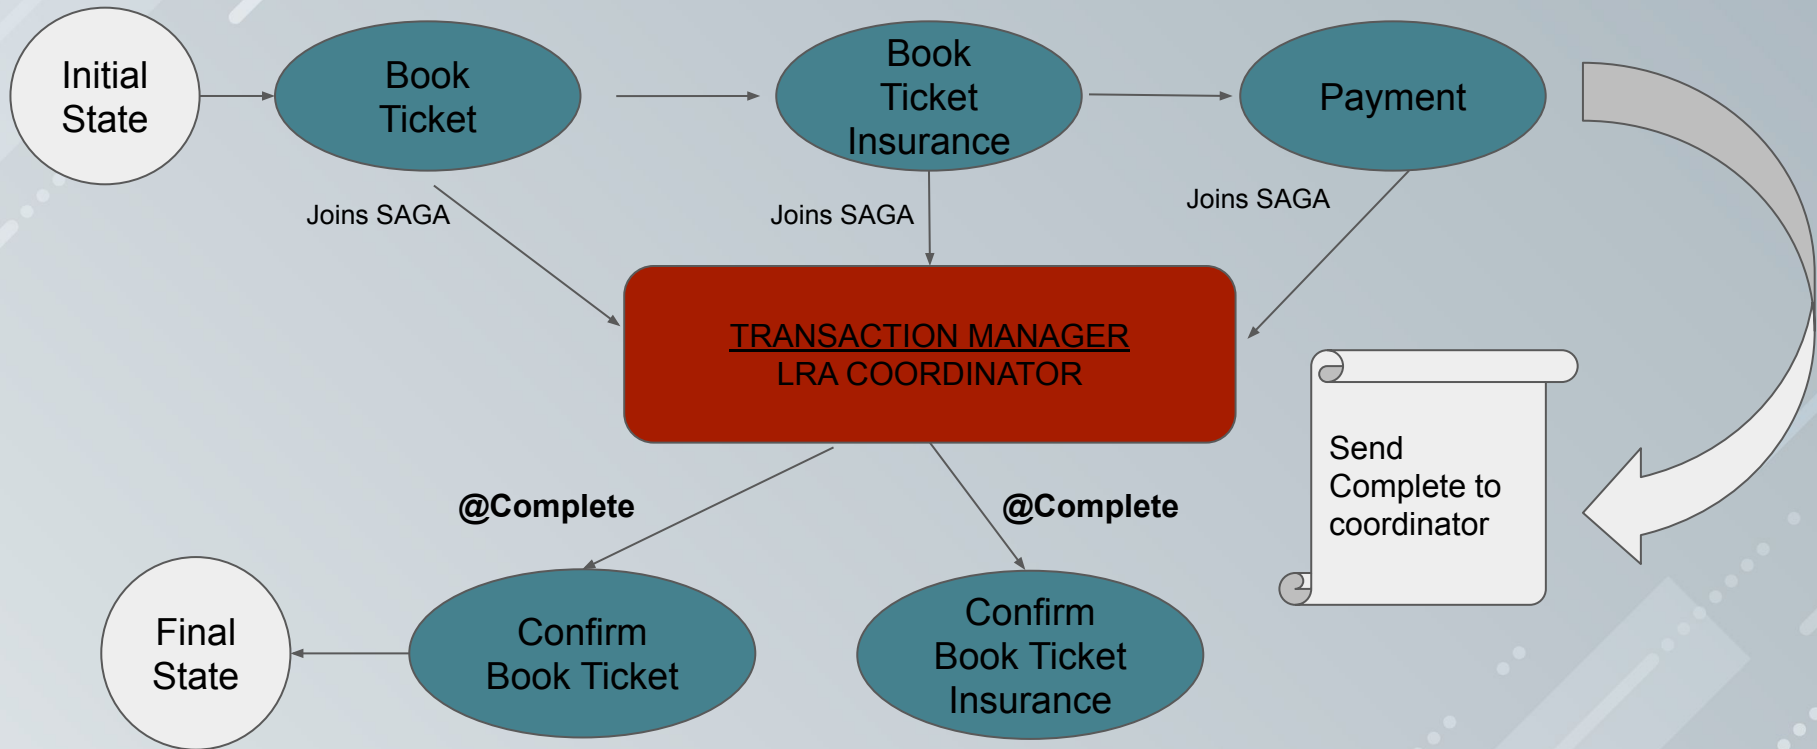 Initial
State
Book
Ticket
Book
Ticket
Insurance
Payment
Joins SAGA
Joins SAGA
Joins SAGA
TRANSACTION MANAGER
LRA COORDINATOR
Send
Complete to
coordinator
@Complete
@Complete
Final
State
Confirm
Book Ticket
Confirm
Book Ticket
Insurance